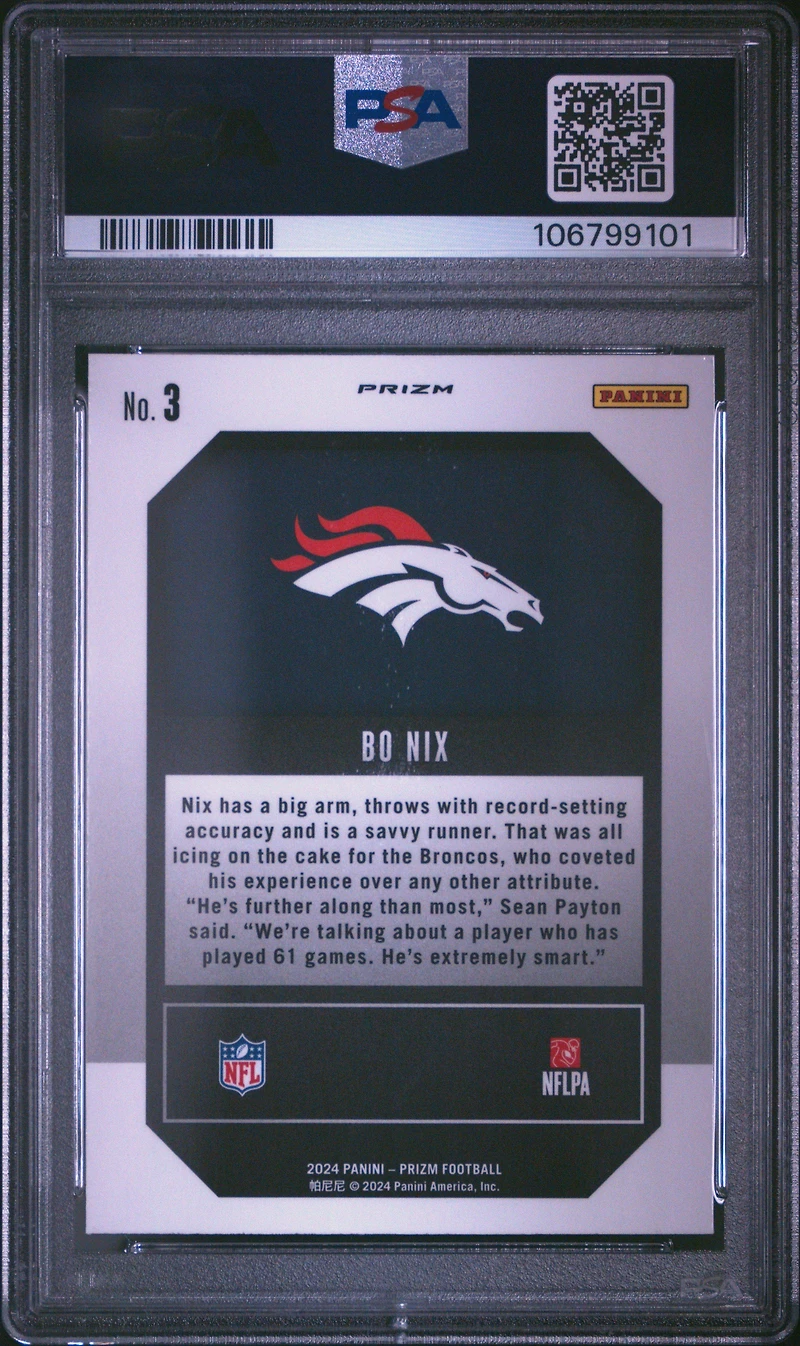 PSA
106799101
No. 3
PRIZM
PANINI
BO NIX
Nix has a big arm, throws with record-setting
accuracy and is a savvy runner. That was all
icing on the cake for the Broncos, who coveted
his experience over any other attribute.
“He’s further along than most,” Sean Payton
said. “We’re talking about a player who has
played 61 games. He’s extremely smart.”
NFL
NFLPA
2024 PANINI – PRIZM FOOTBALL
帕尼尼 © 2024 Panini America, Inc.
PSA